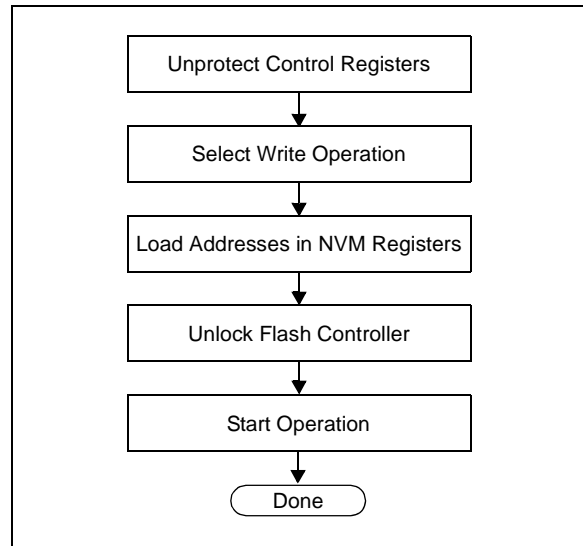 Unprotect Control Registers
Select Write Operation
Load Addresses in NVM Registers
Unlock Flash Controller
Start Operation
Done